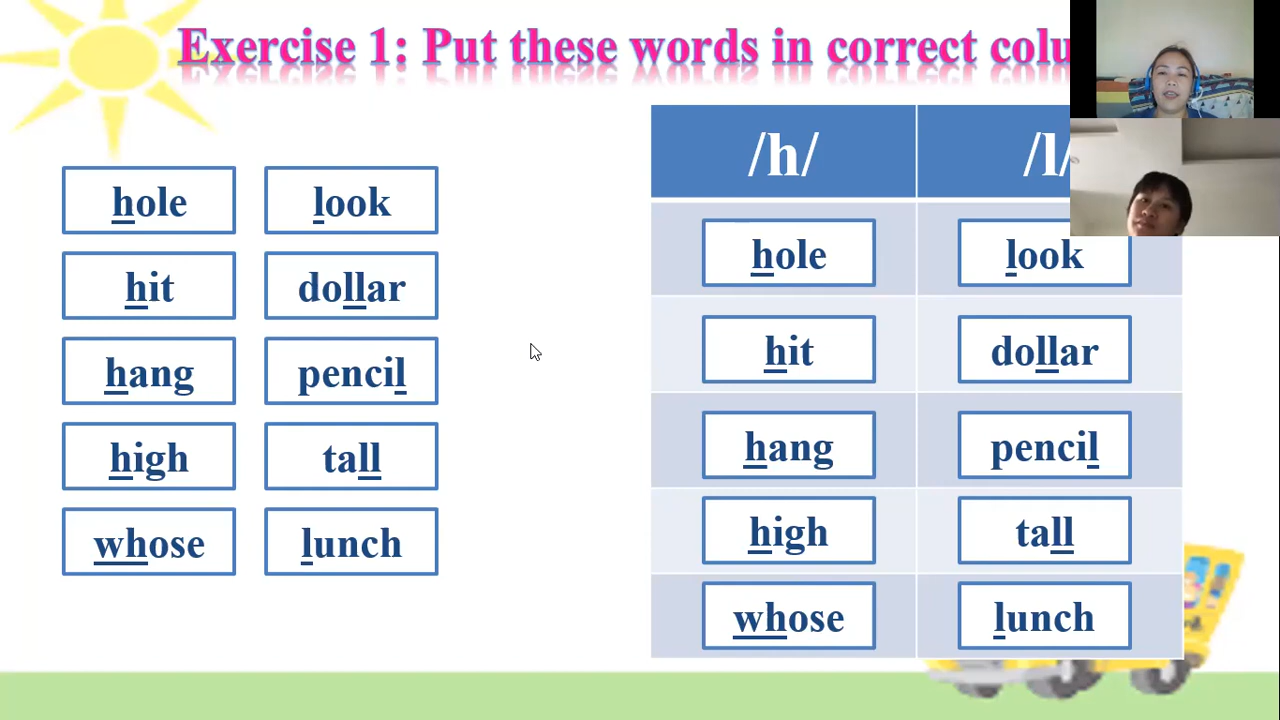 Exercise 1: Put these words in correct colu
/h/ /l/
hole look
hit dollar
hang pencil
high tall
whose lunch
hole look
hit dollar
hang pencil
high tall
whose lunch